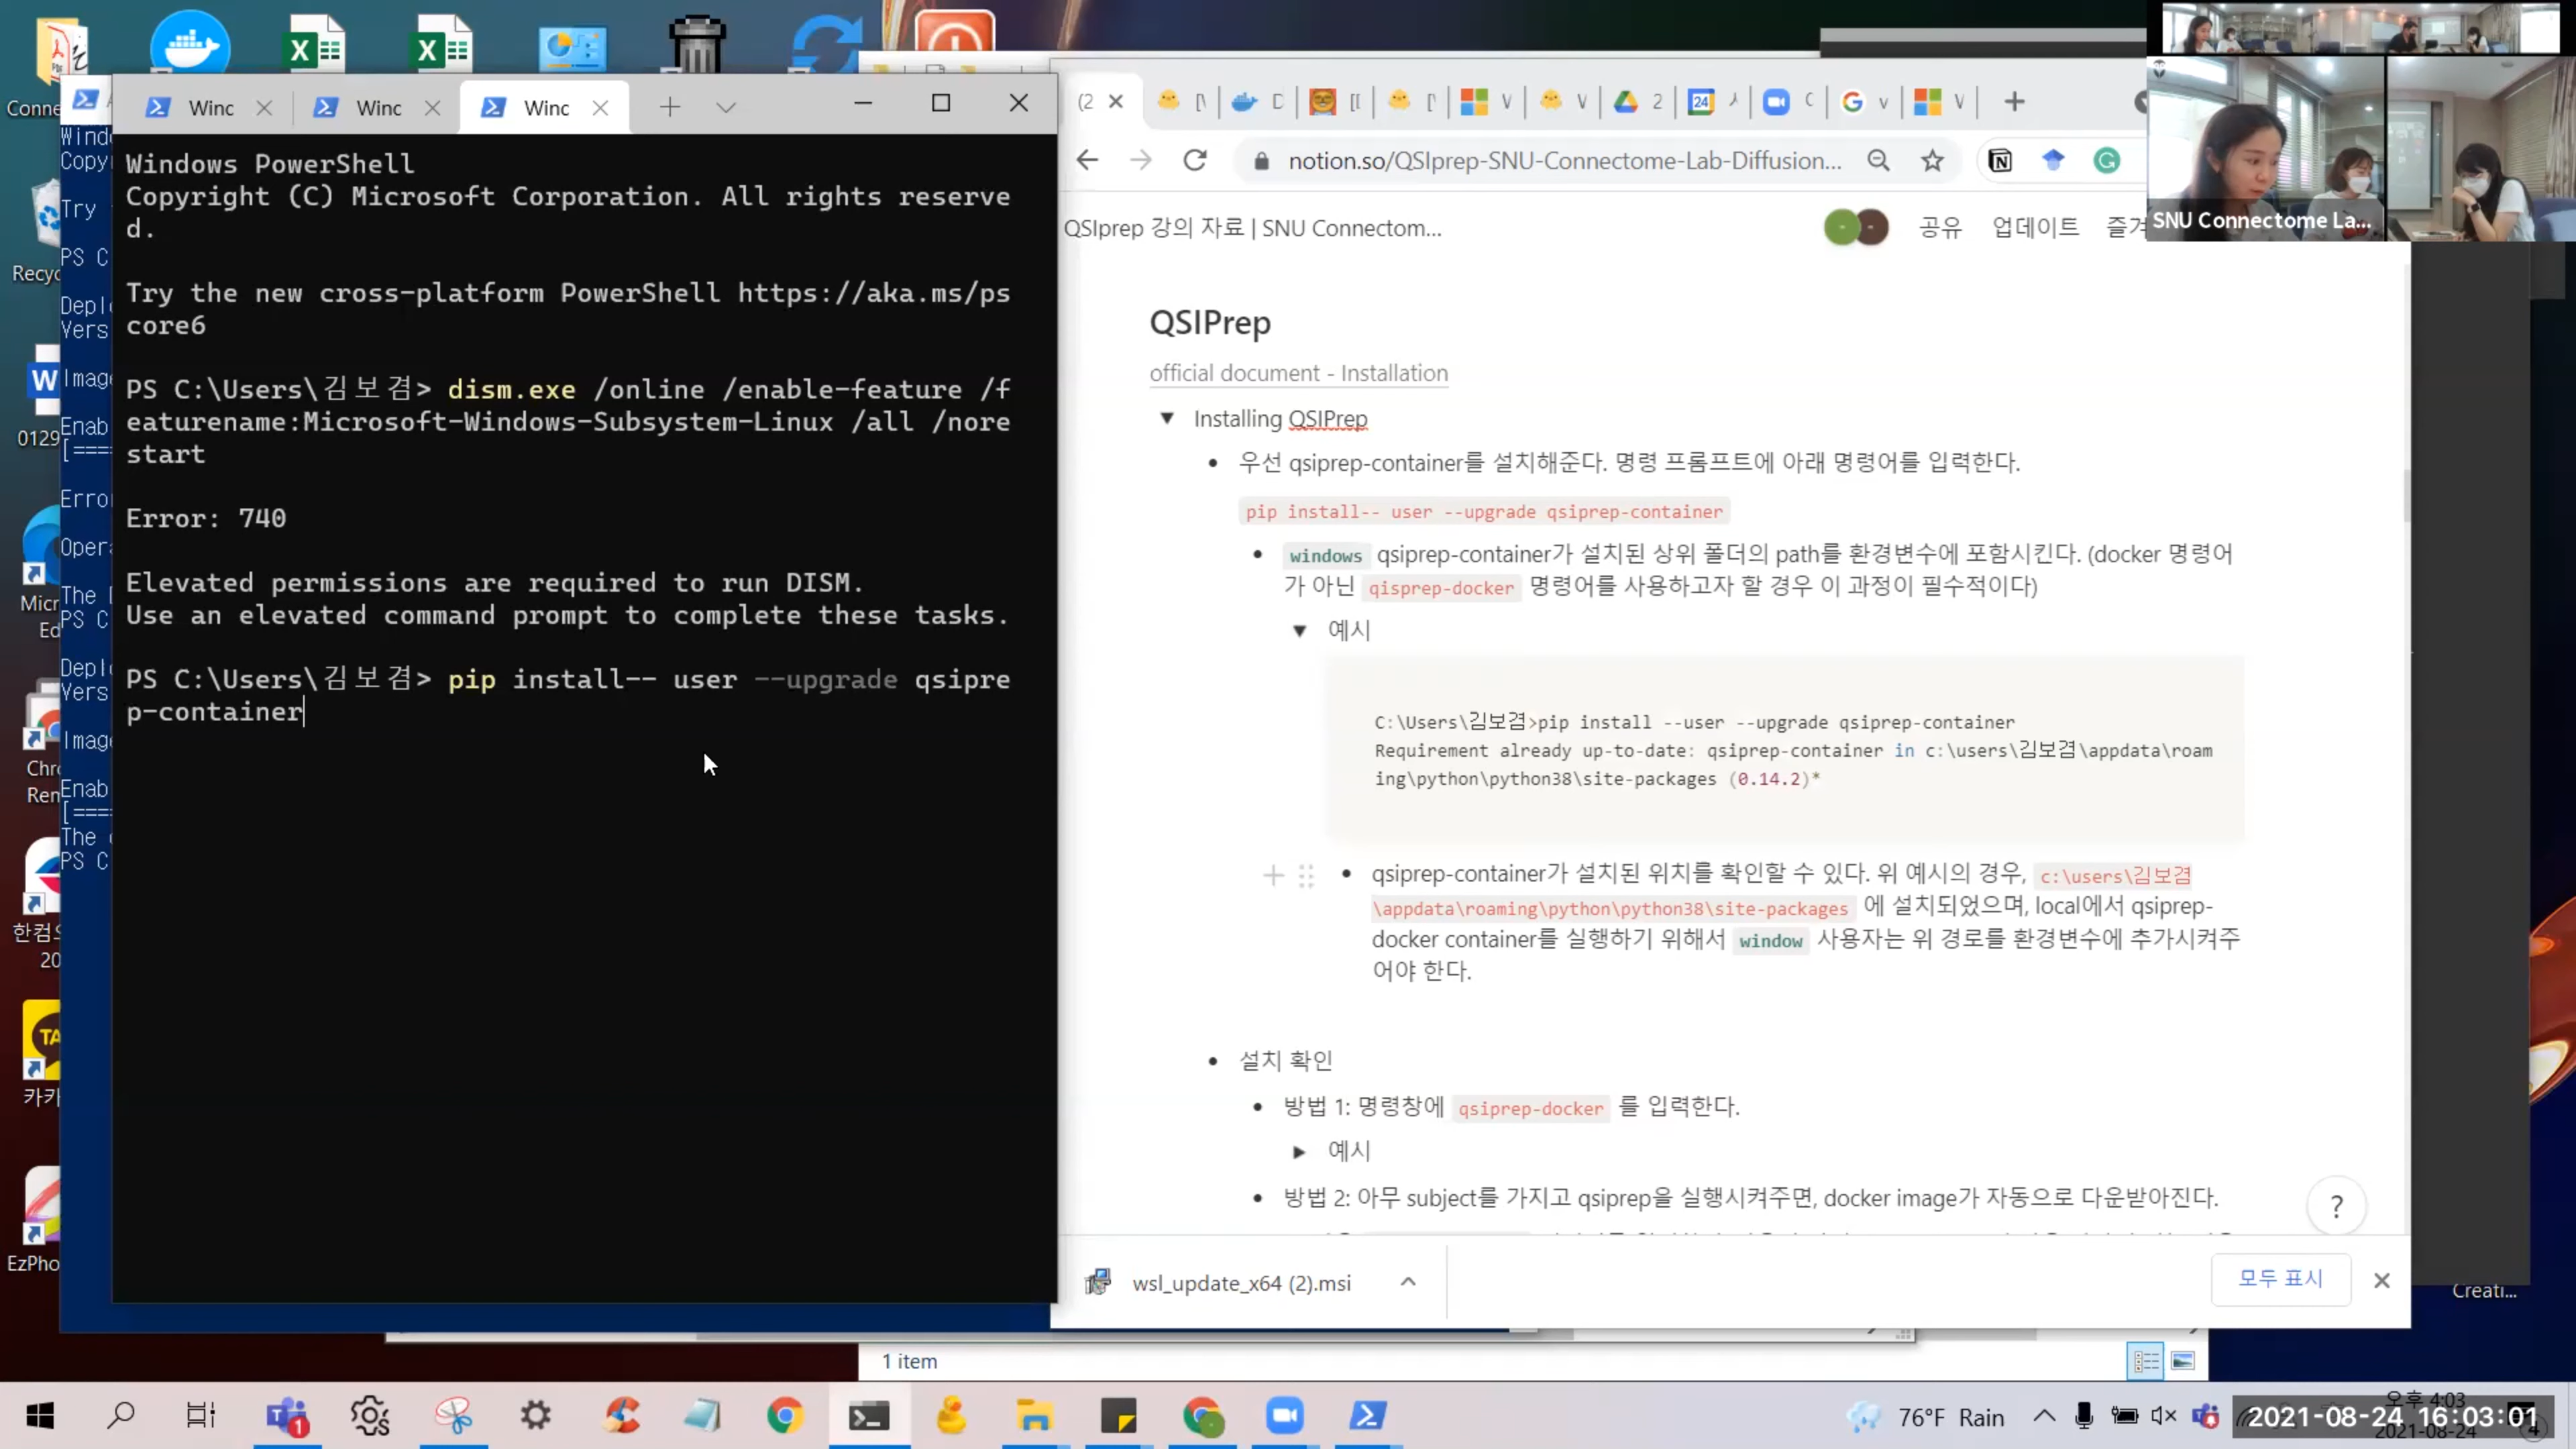 Winc
Winc
Winc
Windows PowerShell
Copyright (C) Microsoft Corporation. All rights reserve
d.
Try the new cross-platform PowerShell https://aka.ms/ps
core6
PS C:\Users\김보겸> dism.exe /online /enable-feature /f
eaturename:Microsoft-Windows-Subsystem-Linux /all /nore
start
Error: 740
Elevated permissions are required to run DISM.
Use an elevated command prompt to complete these tasks.
PS C:\Users\김보겸> pip install-- user --upgrade qsipre
p-container
notion.so/QSIprep-SNU-Connectome-Lab-Diffusion...
QSIprep 강의 자료 | SNU Connectom...
공유
업데이트
SNU Connectome La...
QSIPrep
official document - Installation
Installing QSIPrep
우선 qsiprep-container를 설치해준다. 명령 프롬프트에 아래 명령어를 입력한다.
pip install-- user --upgrade qsiprep-container
windows qsiprep-container가 설치된 상위 폴더의 path를 환경변수에 포함시킨다. (docker 명령어
가 아닌 qisprep-docker 명령어를 사용하고자 할 경우 이 과정이 필수적이다)
예시
C:\Users\김보겸>pip install --user --upgrade qsiprep-container
Requirement already up-to-date: qsiprep-container in c:\users\김보겸\appdata\roam
ing\python\python38\site-packages (0.14.2)*
qsiprep-container가 설치된 위치를 확인할 수 있다. 위 예시의 경우, c:\users\김보겸
\appdata\roaming\python\python38\site-packages 에 설치되었으며, local에서 qsiprep-
docker container를 실행하기 위해서 window 사용자는 위 경로를 환경변수에 추가시켜주
어야 한다.
설치 확인
방법 1: 명령창에 qsiprep-docker 를 입력한다.
예시
방법 2: 아무 subject를 가지고 qsiprep을 실행시켜주면, docker image가 자동으로 다운받아진다.
wsl_update_x64 (2).msi
모두 표시
Creati...
1 item
76°F Rain
오후 4:03
2021-08-24 16:03:01
2021-08-24